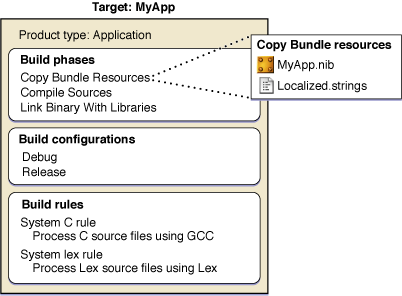 Target: MyApp
Product type: Application
Build phases
Copy Bundle Resources
Compile Sources
Link Binary With Libraries
Copy Bundle resources
MyApp.nib
Localized.strings
Build configurations
Debug
Release
Build rules
System C rule
Process C source files using GCC
System lex rule
Process Lex source files using Lex